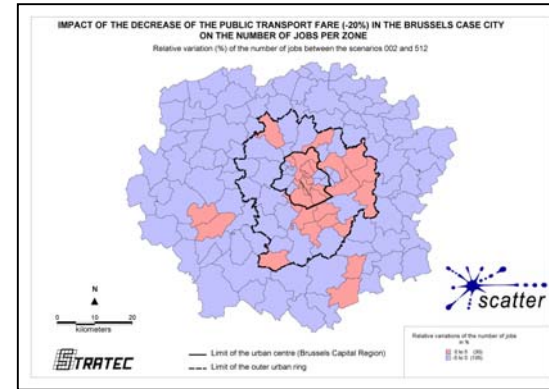 IMPACT OF THE DECREASE OF THE PUBLIC TRANSPORT FARE (-20%) IN THE BRUSSELS CASE CITY
ON THE NUMBER OF JOBS PER ZONE
Relative variation (%) of the number of jobs between the scenarios 002 and 512
N
0 10 20
kilometers
scatter
STRATEC
Limit of the urban centre (Brussels Capital Region)
Limit of the outer urban ring
Relative variations of the number of jobs
in %